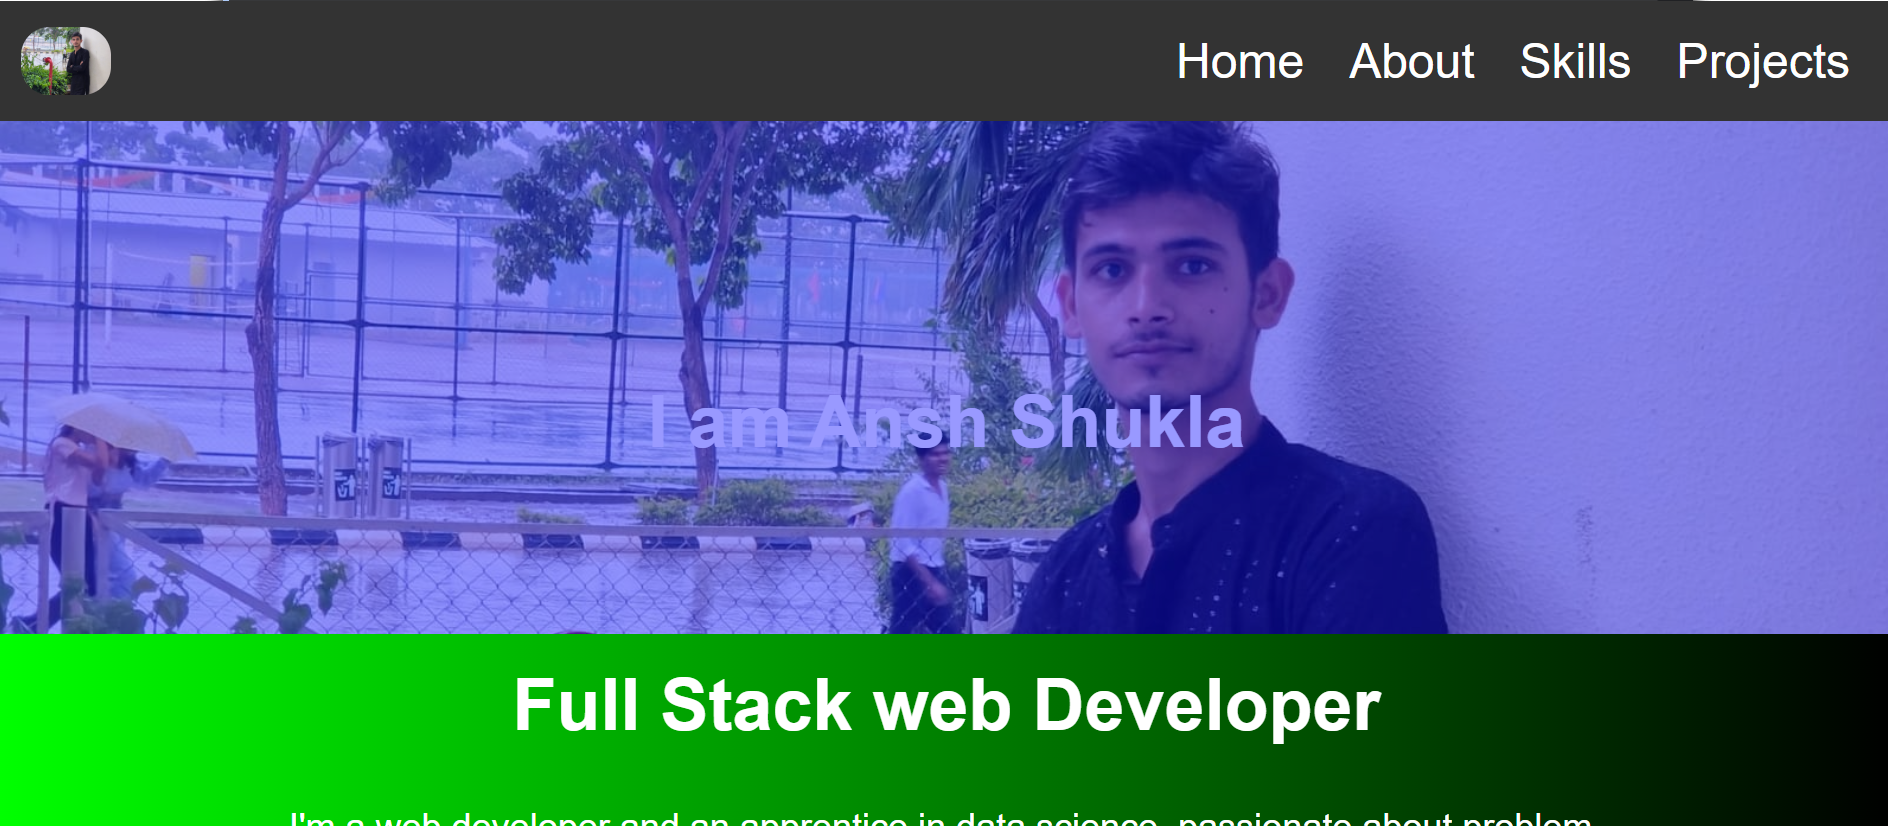 Home About Skills Projects
I am Ansh Shukla
Full Stack web Developer
I'm a web developer and an apprentice in data science, passionate about problem